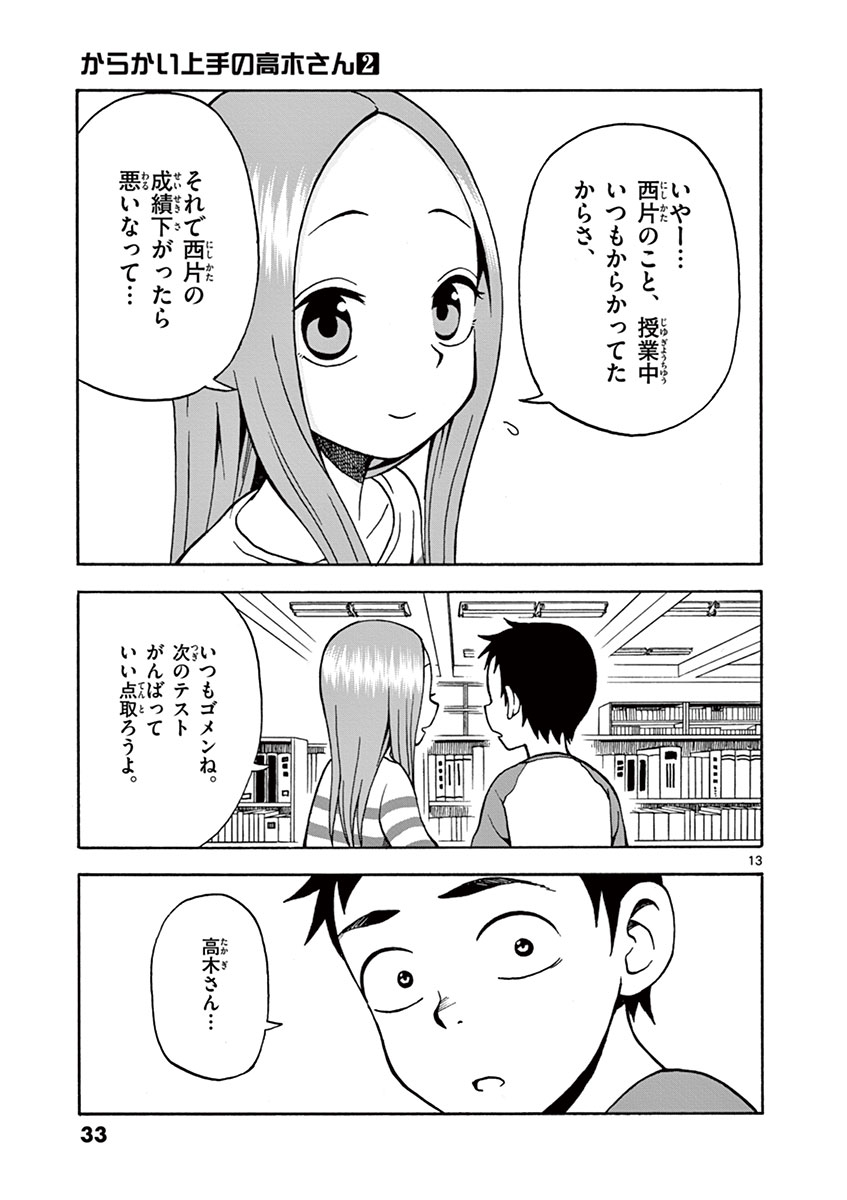 からかい上手の高木さん2
いやー…
西片のこと、授業中
いつもからかってた
からさ、
それで西片の
成績下がったら
悪いなって…
いつもゴメンね。
次のテスト
がんばって
いい点取ろうよ。
13
高木さん…
33